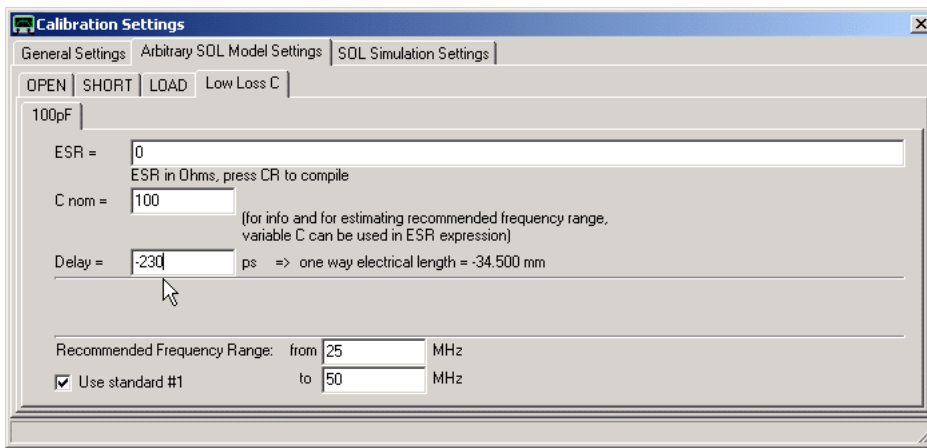 Calibration Settings
General Settings Arbitrary SOL Model Settings SOL Simulation Settings
OPEN SHORT LOAD Low Loss C
100pF
ESR = 0
ESR in Ohms, press CR to compile
C nom = 100
(for info and for estimating recommended frequency range,
variable C can be used in ESR expression)
Delay = -230 ps => one way electrical length = -34.500 mm
Recommended Frequency Range: from 25 MHz
Use standard #1 to 50 MHz